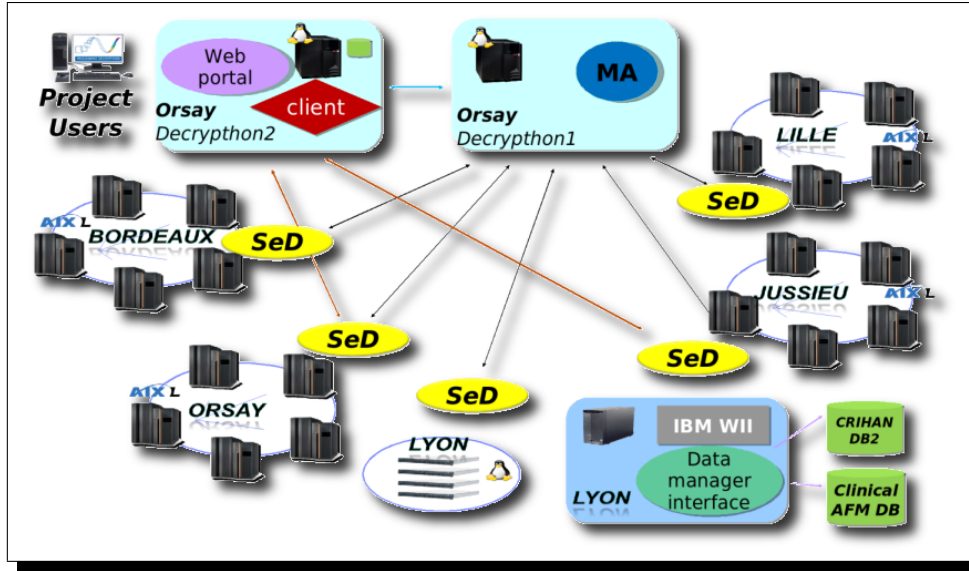 Project
Users
Web
portal
client
Orsay
Decrypthon2
MA
Orsay
Decrypthon1
LILLE
AIX L
SeD
AIX L
BORDEAUX
SeD
JUSSIEU
AIX L
SeD
SeD
AIX L
ORSAY
SeD
LYON
IBM WII
Data
manager
interface
LYON
CRIHAN
DB2
Clinical
AFM DB